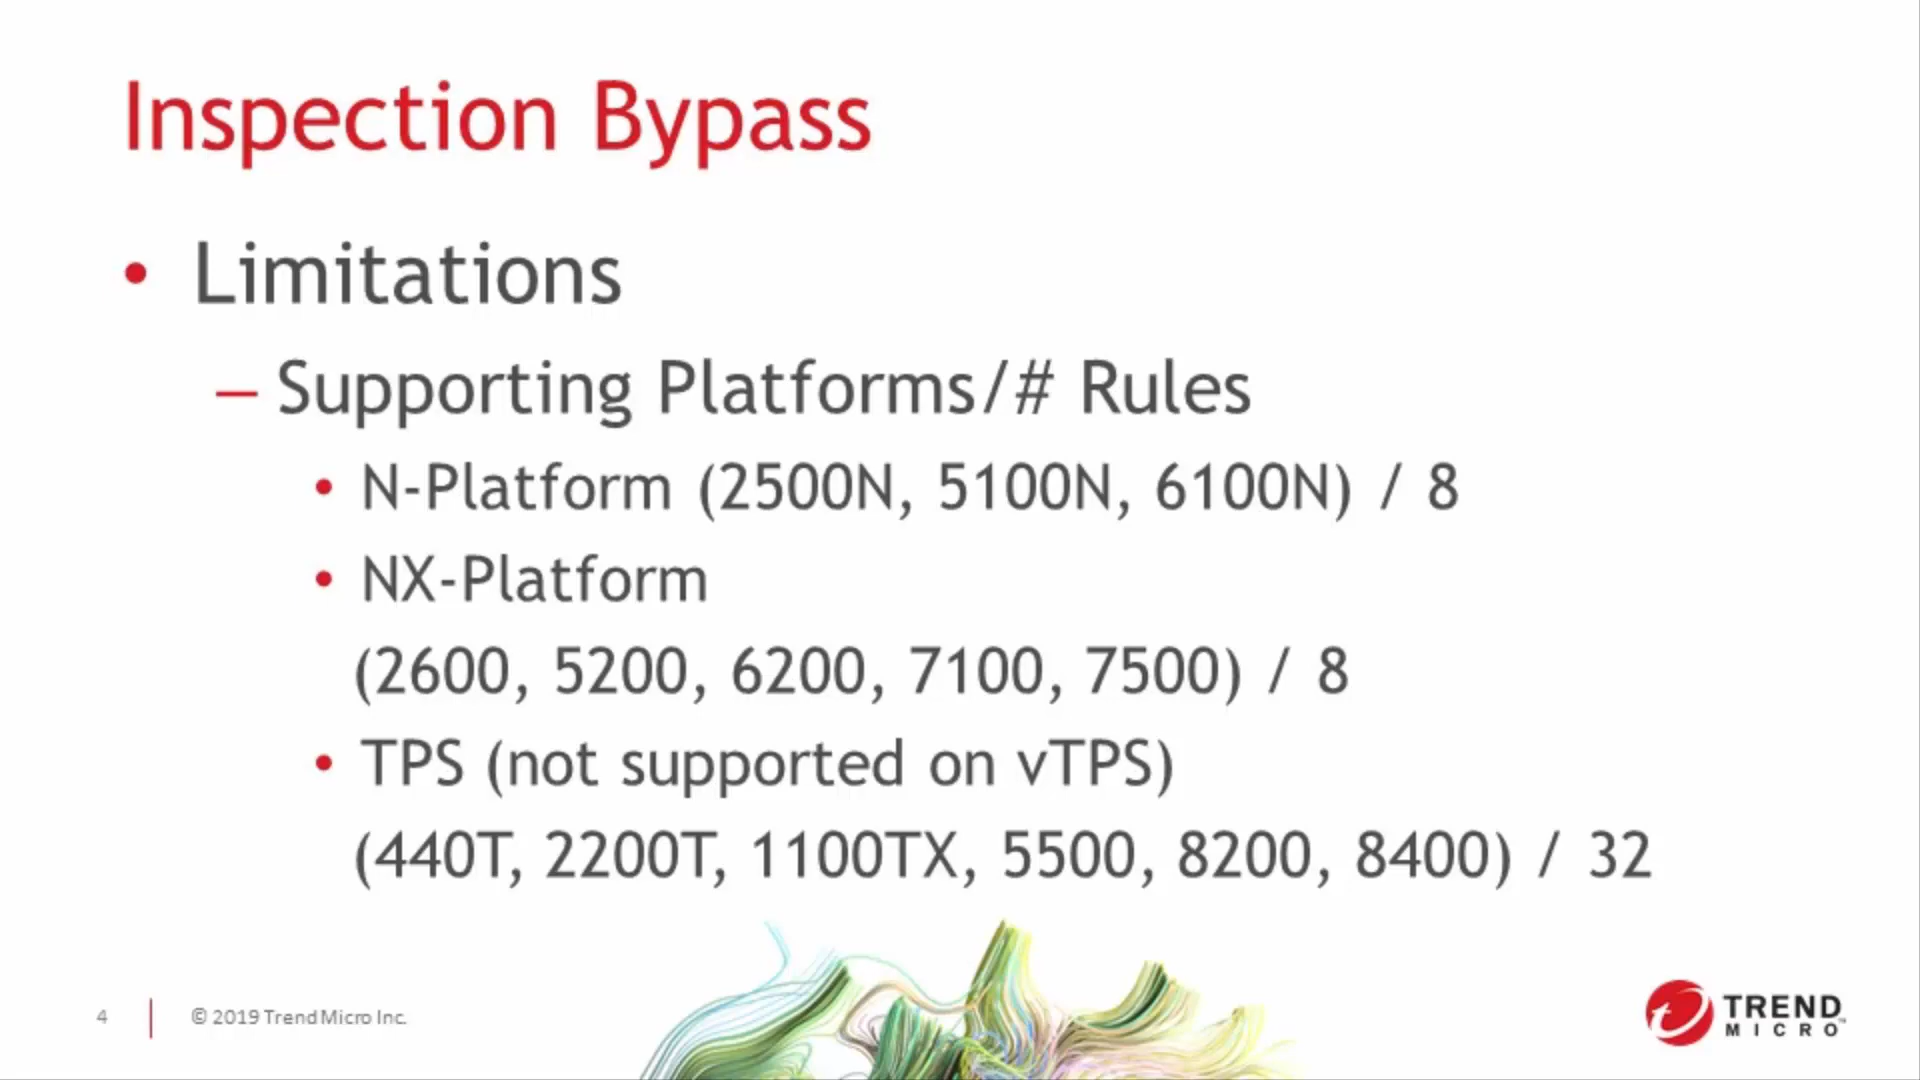 Inspection Bypass
• Limitations
– Supporting Platforms/# Rules
• N-Platform (2500N, 5100N, 6100N) / 8
• NX-Platform
(2600, 5200, 6200, 7100, 7500) / 8
• TPS (not supported on vTPS)
(440T, 2200T, 1100TX, 5500, 8200, 8400) / 32
4
© 2019 Trend Micro Inc.
TREND
MICRO™